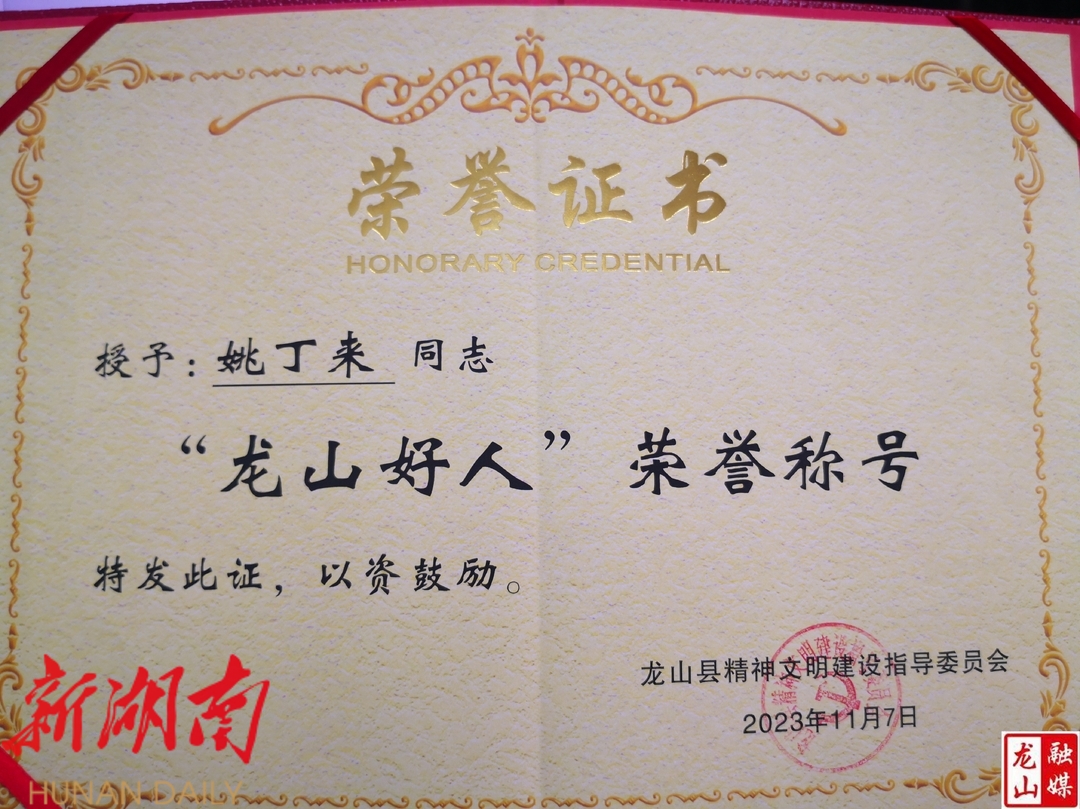 荣誉证书
HONORARY CREDENTIAL
授予：姚丁来 同志
“龙山好人”荣誉称号
特发此证，以资鼓励。
龙山县精神文明建设指导委员会
2023年11月7日
新湖南
HUNAN DAILY
龙山
融媒